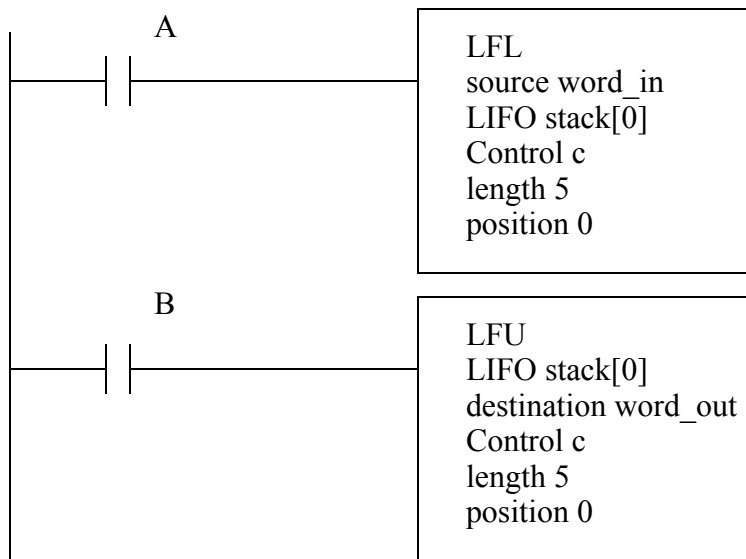 A
LFL
source word_in
LIFO stack[0]
Control c
length 5
position 0
B
LFU
LIFO stack[0]
destination word_out
Control c
length 5
position 0